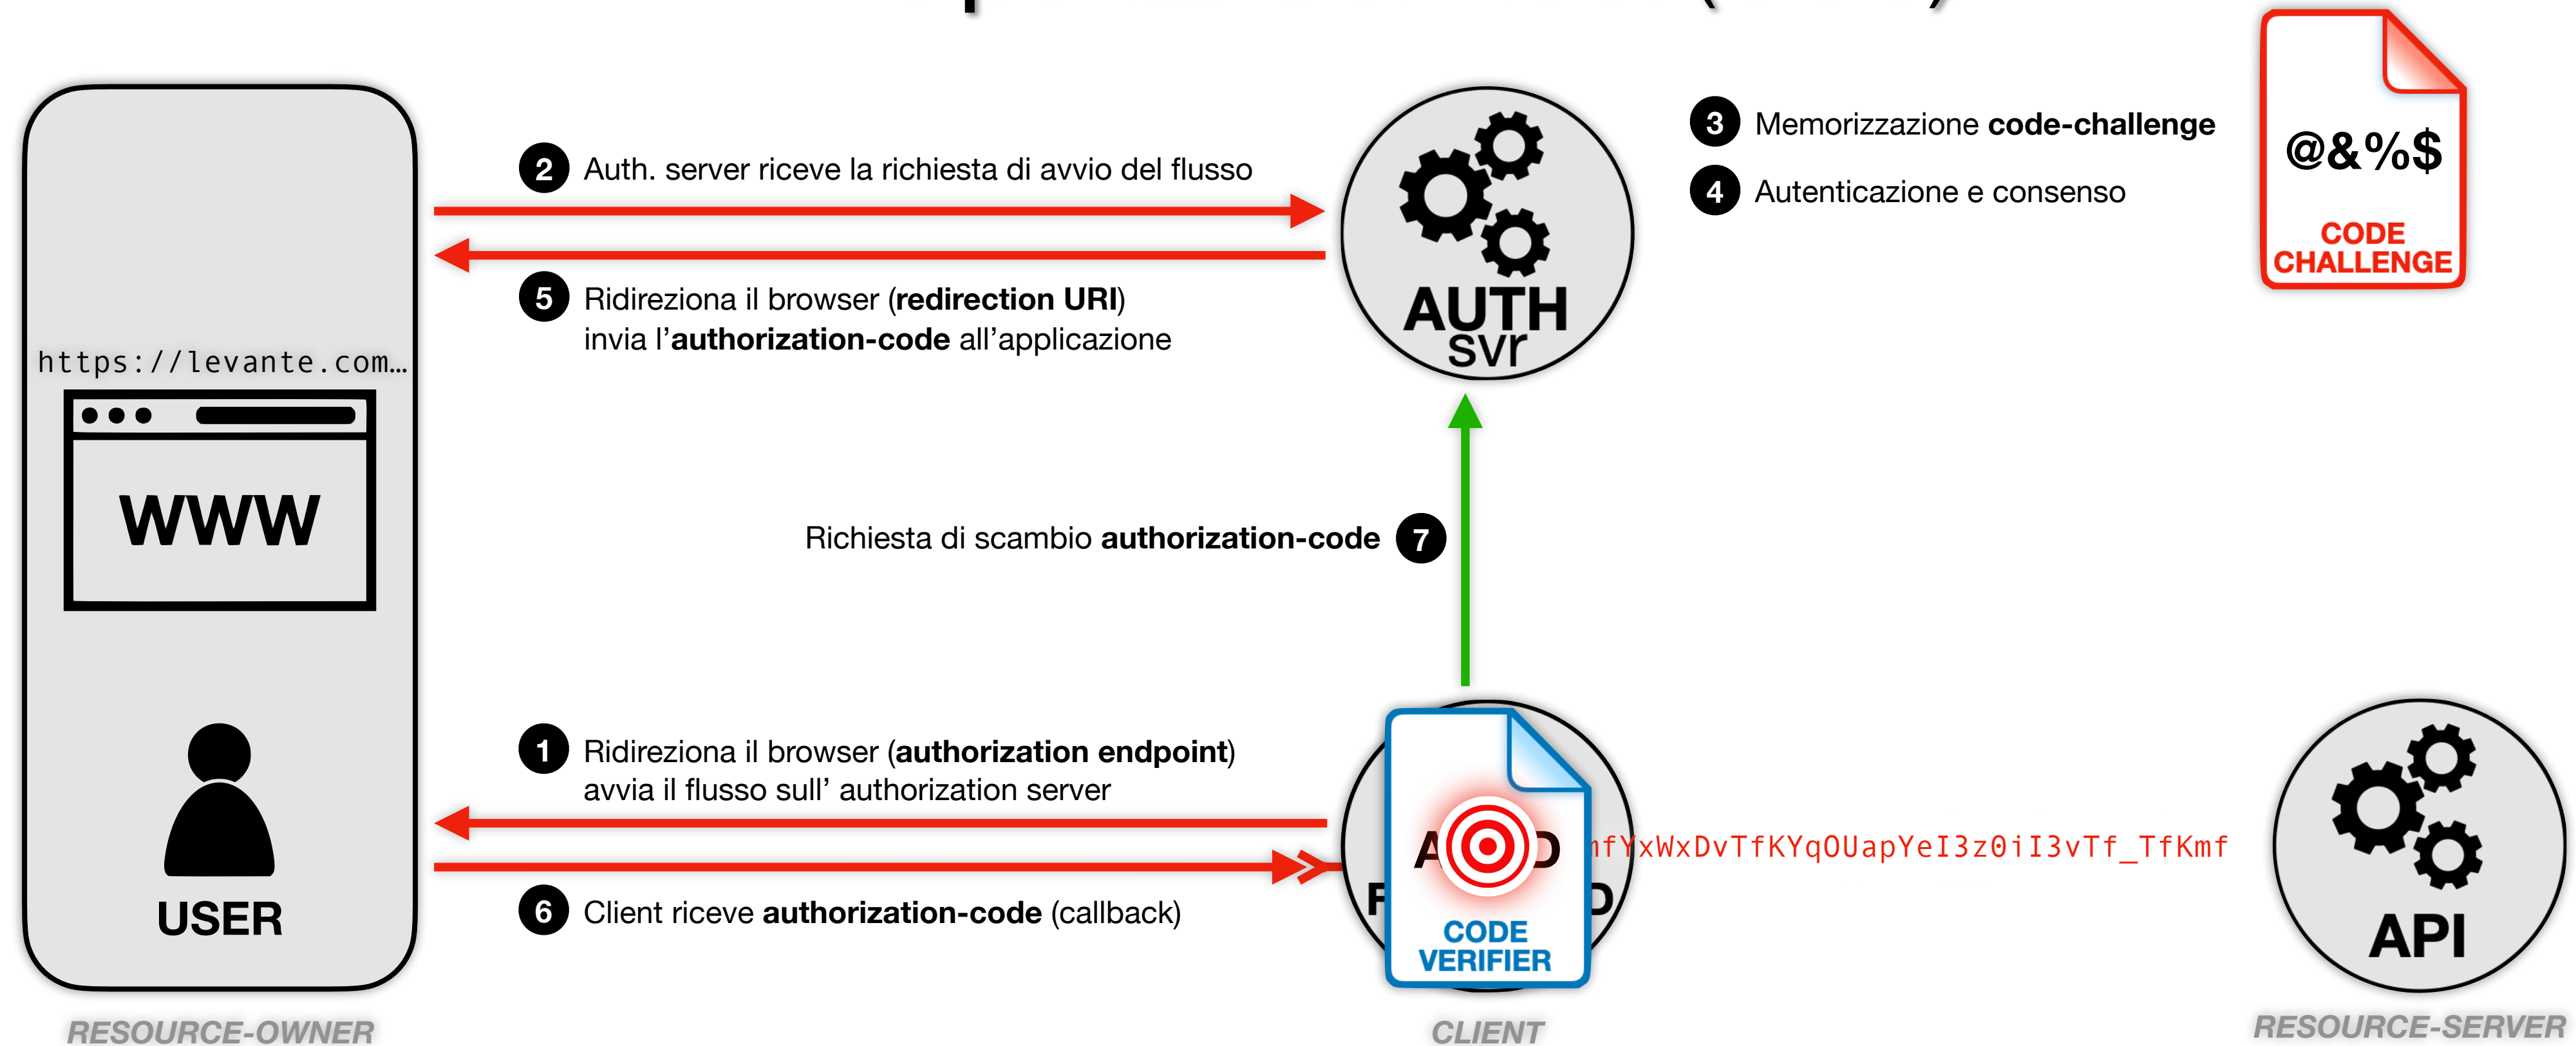 3 Memorizzazione code-challenge
4 Autenticazione e consenso
@&%$
CODE
CHALLENGE
2 Auth. server riceve la richiesta di avvio del flusso
5 Ridireziona il browser (redirection URI)
invia l’authorization-code all’applicazione
AUTH
svr
https://levante.com…
WWW
USER
RESOURCE-OWNER
Richiesta di scambio authorization-code 7
1 Ridireziona il browser (authorization endpoint)
avvia il flusso sull’ authorization server
6 Client riceve authorization-code (callback)
CODE
VERIFIER
fYxWxDvTfKYqOUapYeI3z0iI3vTf_TfKmf
CLIENT
API
RESOURCE-SERVER